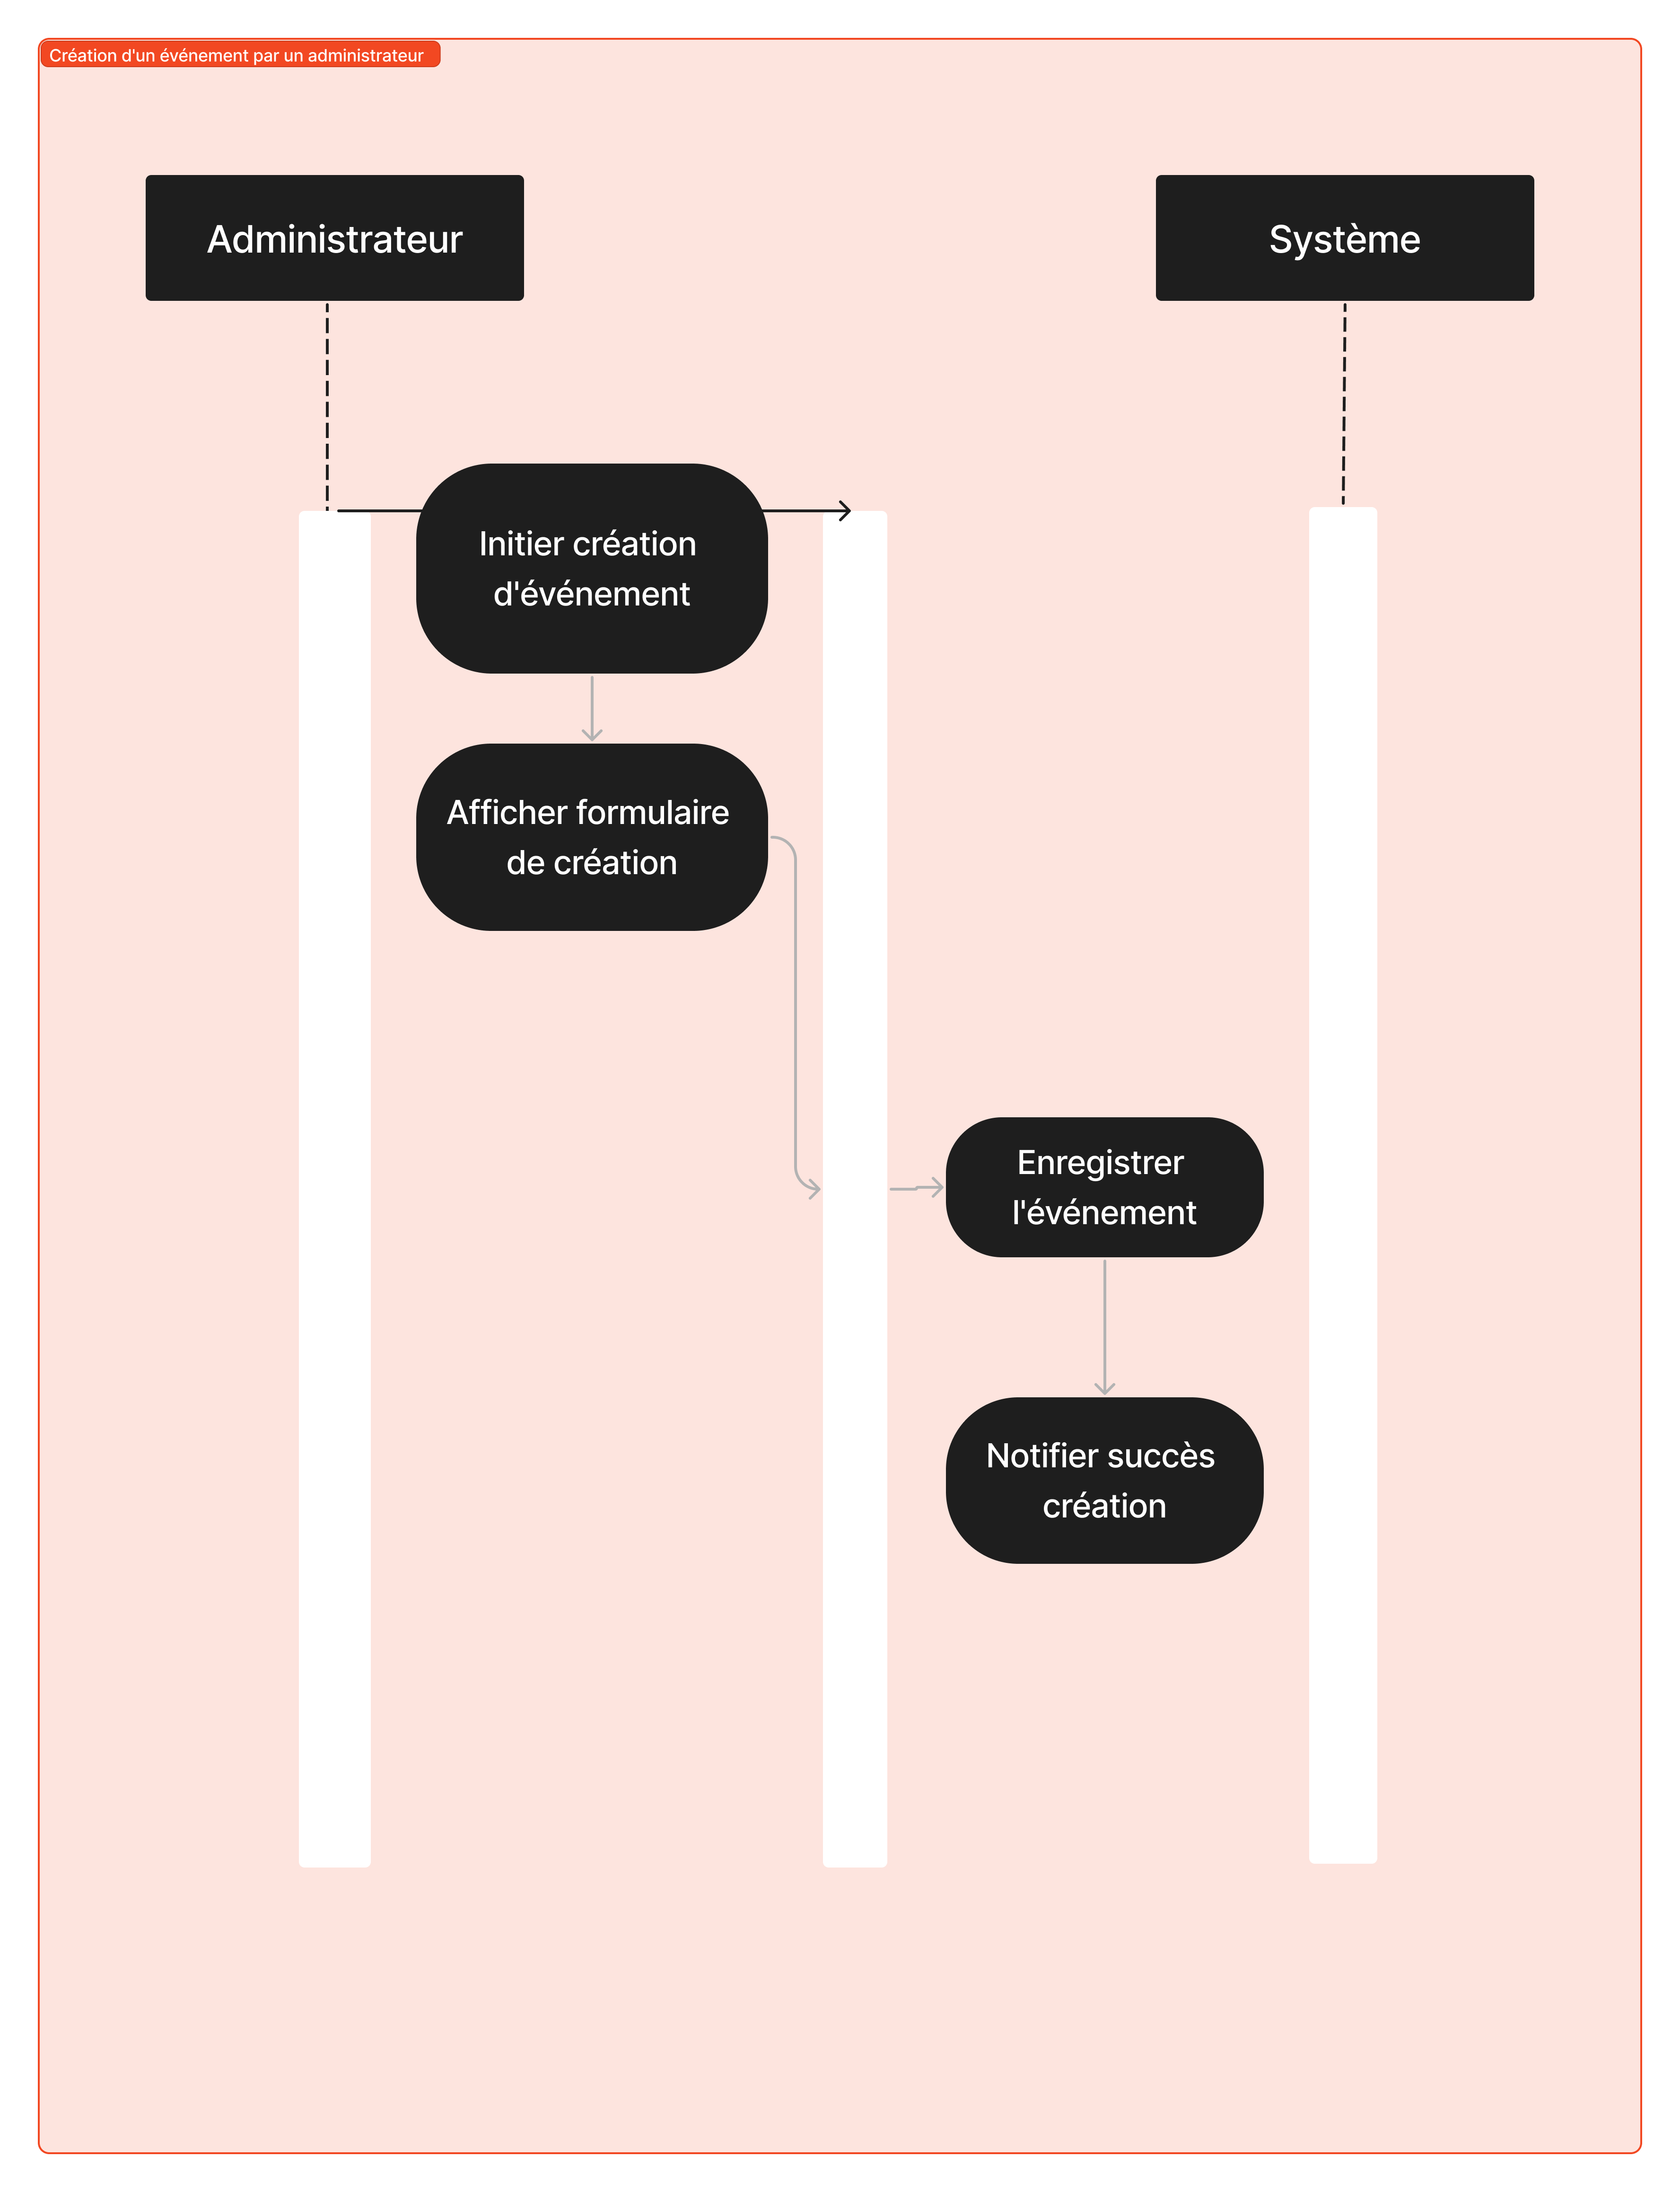 Création d'un événement par un administrateur
Administrateur
Système
Initier création
d'événement
Afficher formulaire
de création
Enregistrer
l'événement
Notifier succès
création